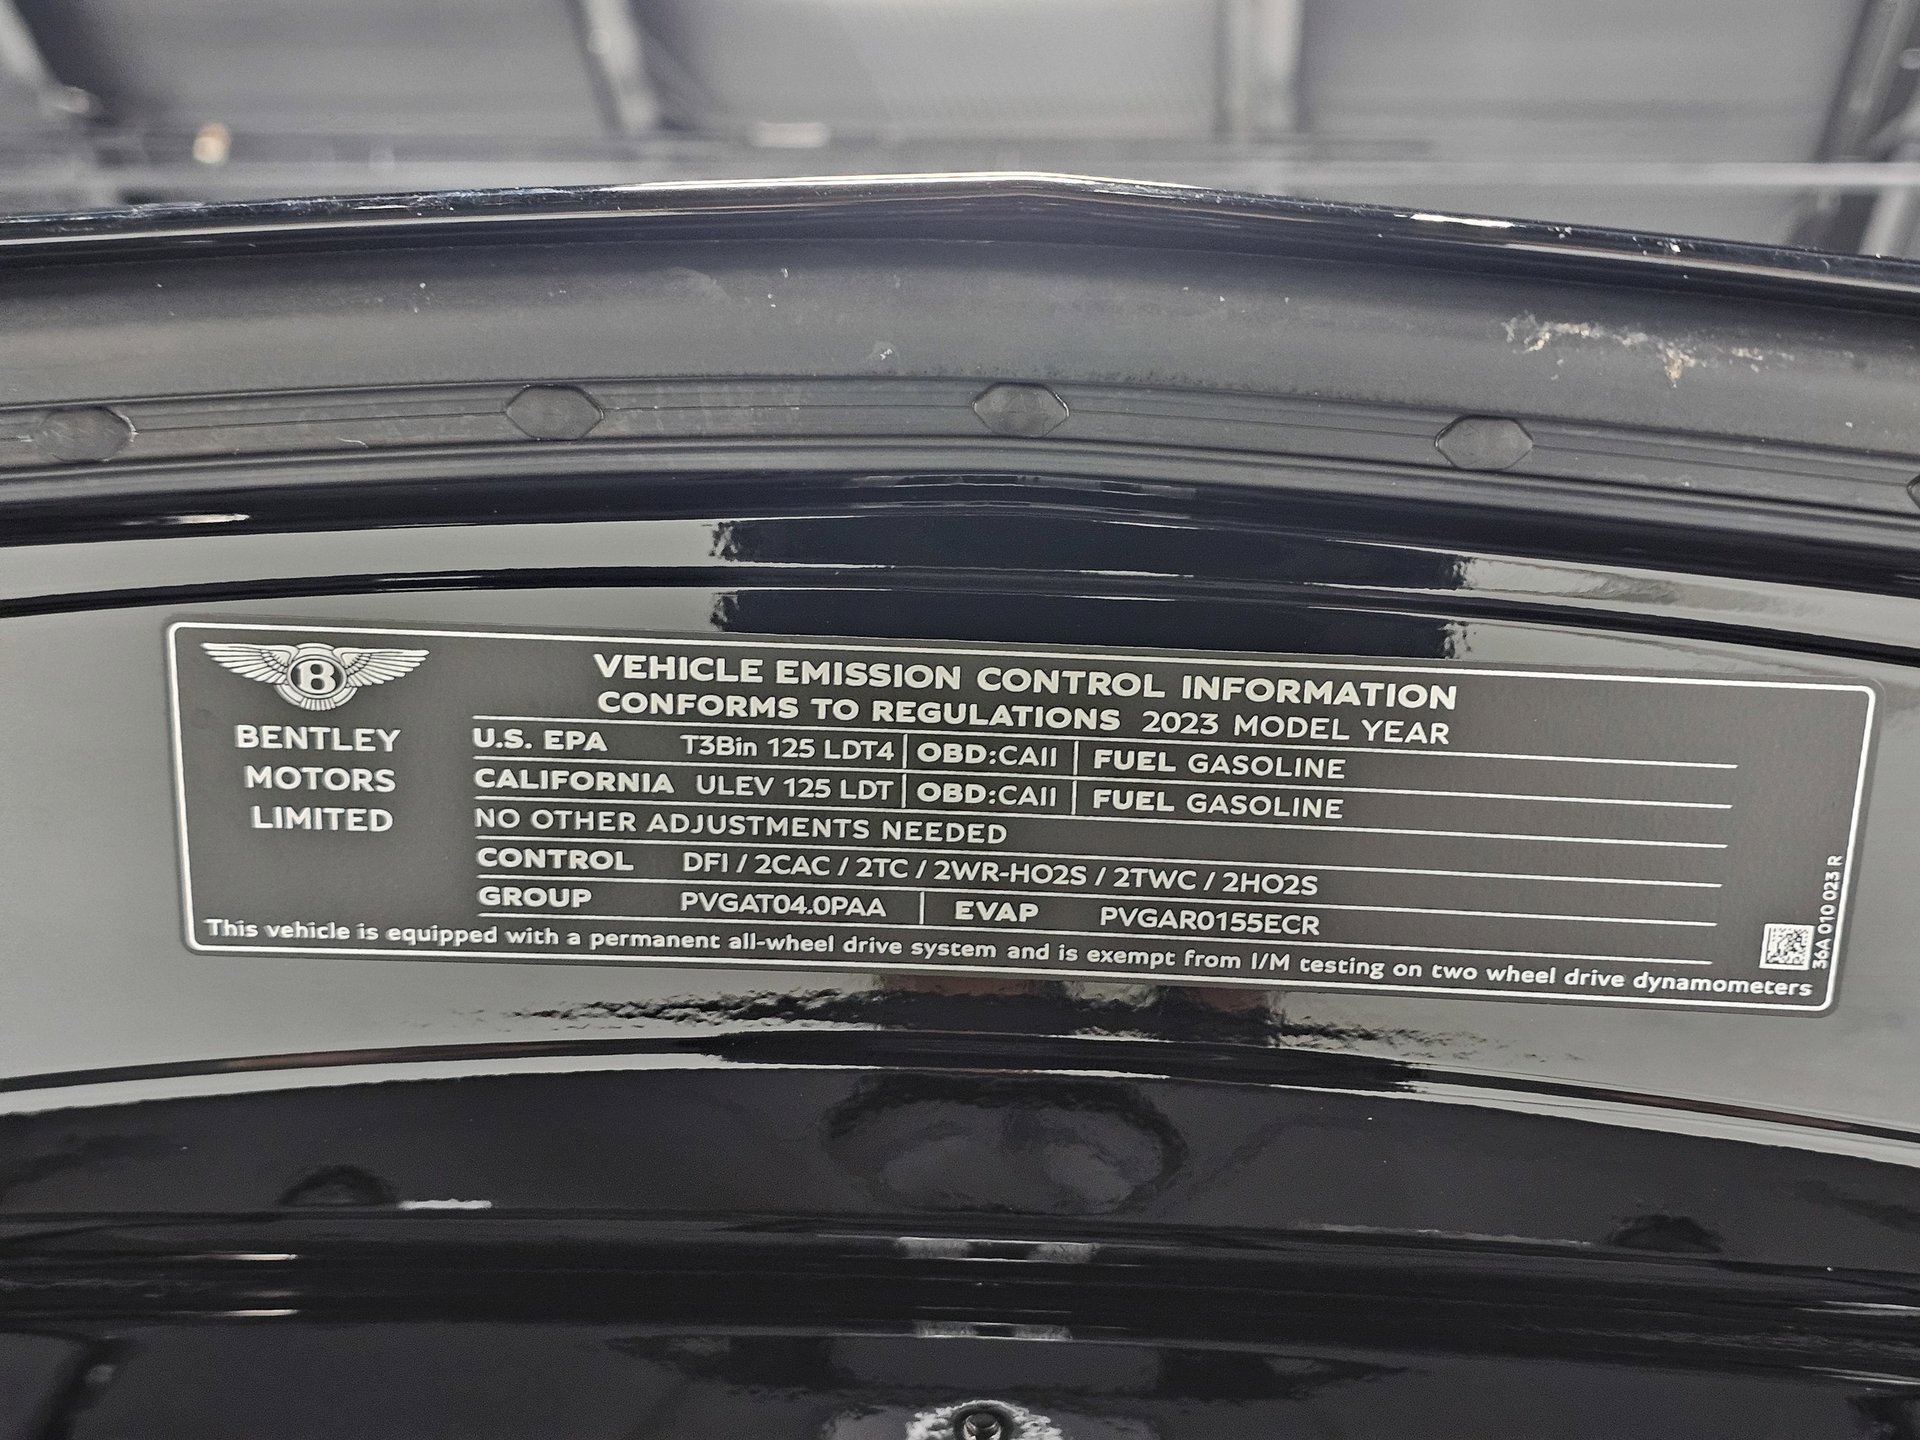 B
BENTLEY
MOTORS
LIMITED
VEHICLE EMISSION CONTROL INFORMATION
CONFORMS TO REGULATIONS 2023 MODEL YEAR
U.S. EPA T3Bin 125 LDT4 OBD:CAII FUEL GASOLINE
CALIFORNIA ULEV 125 LDT OBD:CAII FUEL GASOLINE
NO OTHER ADJUSTMENTS NEEDED
CONTROL DFI / 2CAC / 2TC / 2WR-HO2S / 2TWC / 2HO2S
GROUP PVGAT04.0PAA EVAP PVGAR0155ECR
This vehicle is equipped with a permanent all-wheel drive system and is exempt from I/M testing on two wheel drive dynamometers
36A 010 023 R